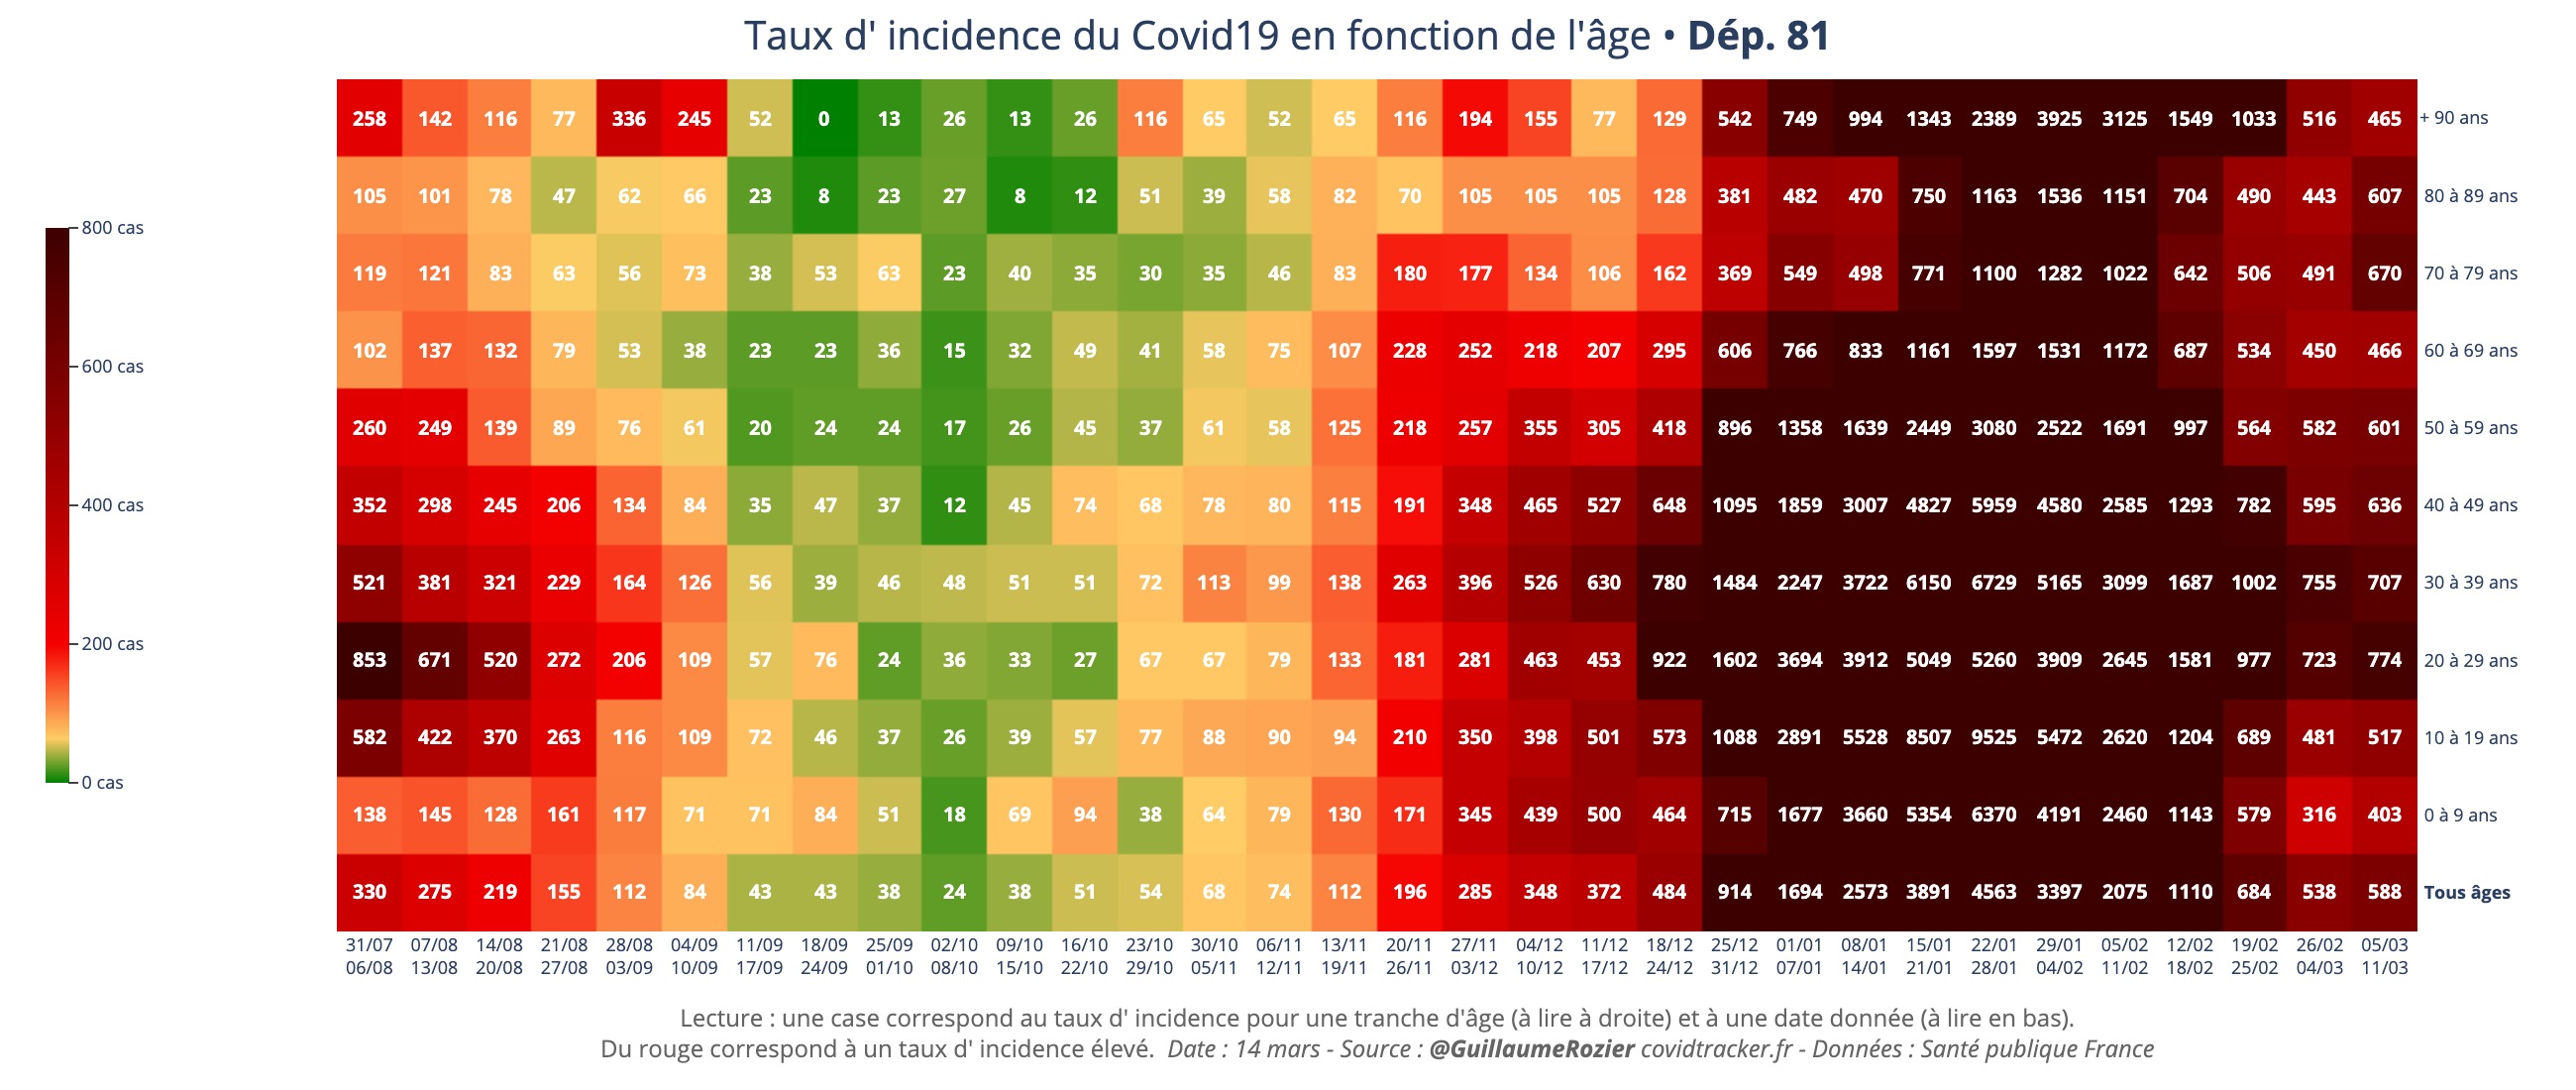 Taux d' incidence du Covid19 en fonction de l'âge • Dép. 81
258 142 116 77 336 245 52 0 13 26 13 26 116 65 52 65 116 194 155 77 129 542 749 994 1343 2389 3925 3125 1549 1033 516 465 + 90 ans
105 101 78 47 62 66 23 8 23 27 8 12 51 39 58 82 70 105 105 105 128 381 482 470 750 1163 1536 1151 704 490 443 607 80 à 89 ans
800 cas
119 121 83 63 56 73 38 53 63 23 40 35 30 35 46 83 180 177 134 106 162 369 549 498 771 1100 1282 1022 642 506 491 670 70 à 79 ans
102 137 132 79 53 38 23 23 36 15 32 49 41 58 75 107 228 252 218 207 295 606 766 833 1161 1597 1531 1172 687 534 450 466 60 à 69 ans
600 cas
260 249 139 89 76 61 20 24 24 17 26 45 37 61 58 125 218 257 355 305 418 896 1358 1639 2449 3080 2522 1691 997 564 582 601 50 à 59 ans
400 cas
352 298 245 206 134 84 35 47 37 12 45 74 68 78 80 115 191 348 465 527 648 1095 1859 3007 4827 5959 4580 2585 1293 782 595 636 40 à 49 ans
521 381 321 229 164 126 56 39 46 48 51 51 72 113 99 138 263 396 526 630 780 1484 2247 3722 6150 6729 5165 3099 1687 1002 755 707 30 à 39 ans
200 cas
853 671 520 272 206 109 57 76 24 36 33 27 67 67 79 133 181 281 463 453 922 1602 3694 3912 5049 5260 3909 2645 1581 977 723 774 20 à 29 ans
582 422 370 263 116 109 72 46 37 26 39 57 77 88 90 94 210 350 398 501 573 1088 2891 5528 8507 9525 5472 2620 1204 689 481 517 10 à 19 ans
0 cas
138 145 128 161 117 71 71 84 51 18 69 94 38 64 79 130 171 345 439 500 464 715 1677 3660 5354 6370 4191 2460 1143 579 316 403 0 à 9 ans
330 275 219 155 112 84 43 43 38 24 38 51 54 68 74 112 196 285 348 372 484 914 1694 2573 3891 4563 3397 2075 1110 684 538 588 Tous âges
31/07 07/08 14/08 21/08 28/08 04/09 11/09 18/09 25/09 02/10 09/10 16/10 23/10 30/10 06/11 13/11 20/11 27/11 04/12 11/12 18/12 25/12 01/01 08/01 15/01 22/01 29/01 05/02 12/02 19/02 26/02 05/03
06/08 13/08 20/08 27/08 03/09 10/09 17/09 24/09 01/10 08/10 15/10 22/10 29/10 05/11 12/11 19/11 26/11 03/12 10/12 17/12 24/12 31/12 07/01 14/01 21/01 28/01 04/02 11/02 18/02 25/02 04/03 11/03
Lecture : une case correspond au taux d' incidence pour une tranche d'âge (à lire à droite) et à une date donnée (à lire en bas).
Du rouge correspond à un taux d' incidence élevé. Date : 14 mars - Source : @GuillaumeRozier covidtracker.fr - Données : Santé publique France